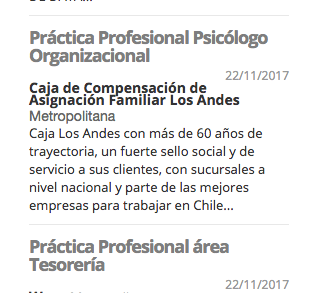 Práctica Profesional Psicólogo
Organizacional
22/11/2017
Caja de Compensación de
Asignación Familiar Los Andes
Metropolitana
Caja Los Andes con más de 60 años de
trayectoria, un fuerte sello social y de
servicio a sus clientes, con sucursales a
nivel nacional y parte de las mejores
empresas para trabajar en Chile...
Práctica Profesional área
Tesorería
22/11/2017